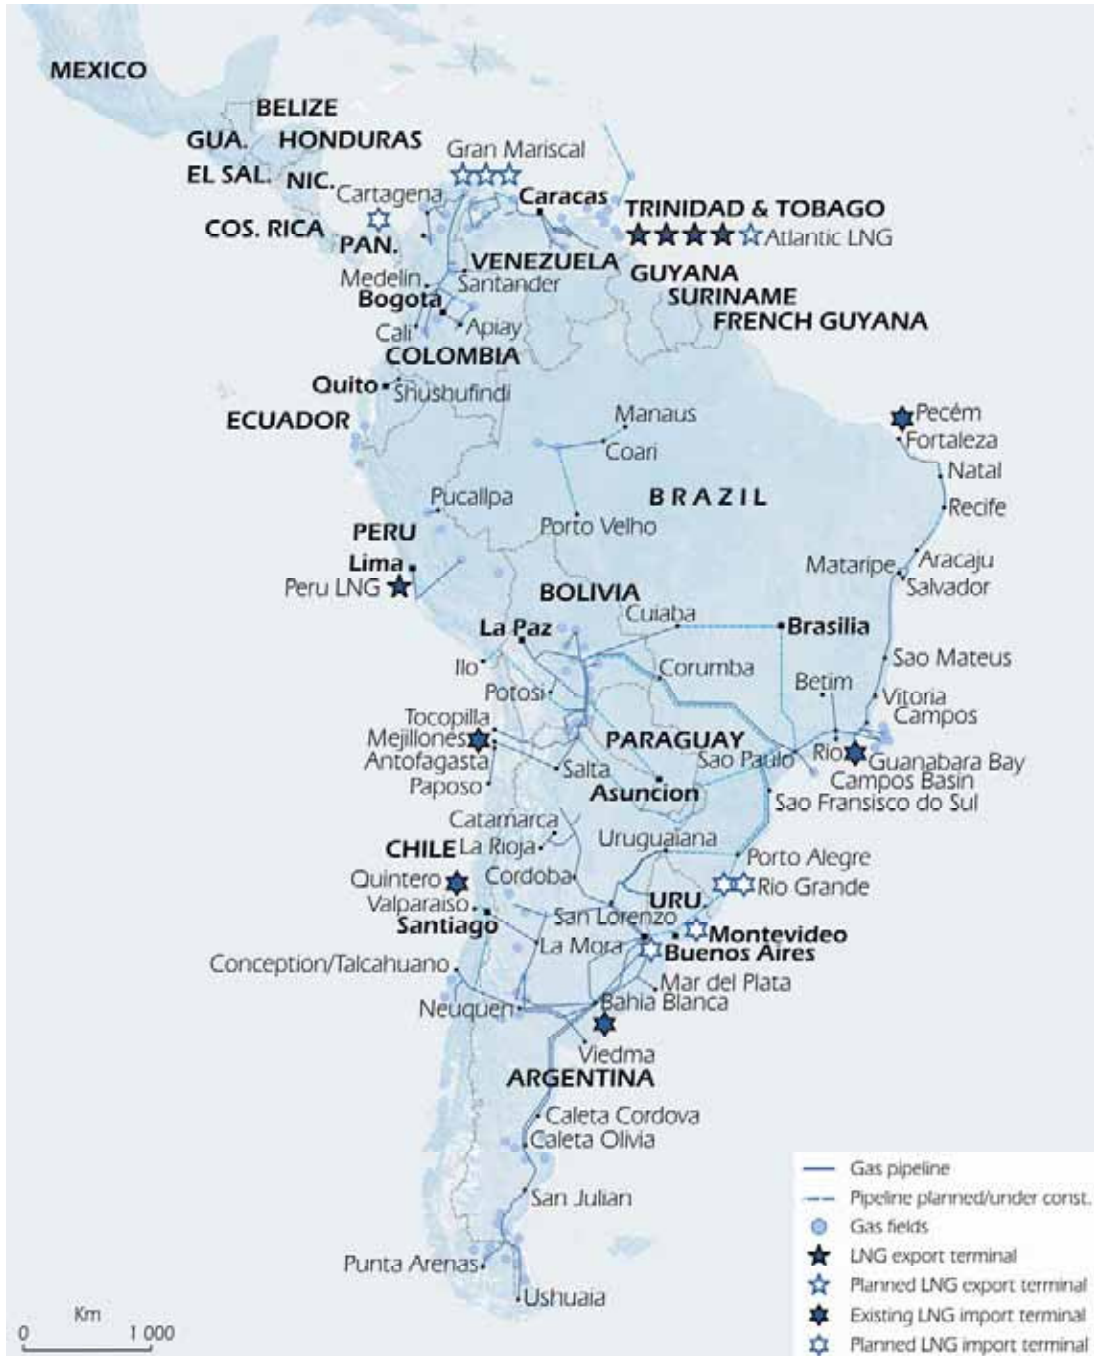 MEXICO
BELIZE
GUA.
HONDURAS
EL SAL.
NIC.
COS. RICA
PAN.
Gran Mariscal
Cartagena
Caracas
TRINIDAD & TOBAGO
Atlantic LNG
VENEZUELA
GUYANA
SURINAME
FRENCH GUYANA
Medelin
Santander
Bogota
Cali
Apiay
COLOMBIA
Quito
Shushufindi
ECUADOR
Manaus
Coari
Pecém
Fortaleza
Natal
Recife
BRAZIL
Pucallpa
Porto Velho
PERU
Lima
Peru LNG
Mataripe
Aracaju
Salvador
BOLIVIA
Cuiaba
La Paz
Brasilia
Ilo
Corumba
Sao Mateus
Potosi
Betim
Vitoria
Campos
Tocopilla
Mejillones
Antofagasta
Paposo
PARAGUAY
Sao Paulo
Rio
Guanabara Bay
Campos Basin
Salta
Asuncion
Sao Fransisco do Sul
Catamarca
La Rioja
Uruguaiana
CHILE
Porto Alegre
Quintero
Cordoba
Rio Grande
Valparaiso
URU.
San Lorenzo
Santiago
La Mora
Montevideo
Buenos Aires
Conception/Talcahuano
Mar del Plata
Neuquen
Bahia Blanca
Viedma
ARGENTINA
Caleta Cordova
Caleta Olivia
San Julian
Punta Arenas
Ushuaia
Gas pipeline
Pipeline planned/under const.
Gas fields
LNG export terminal
Planned LNG export terminal
Existing LNG import terminal
Planned LNG import terminal
Km
0 1 000